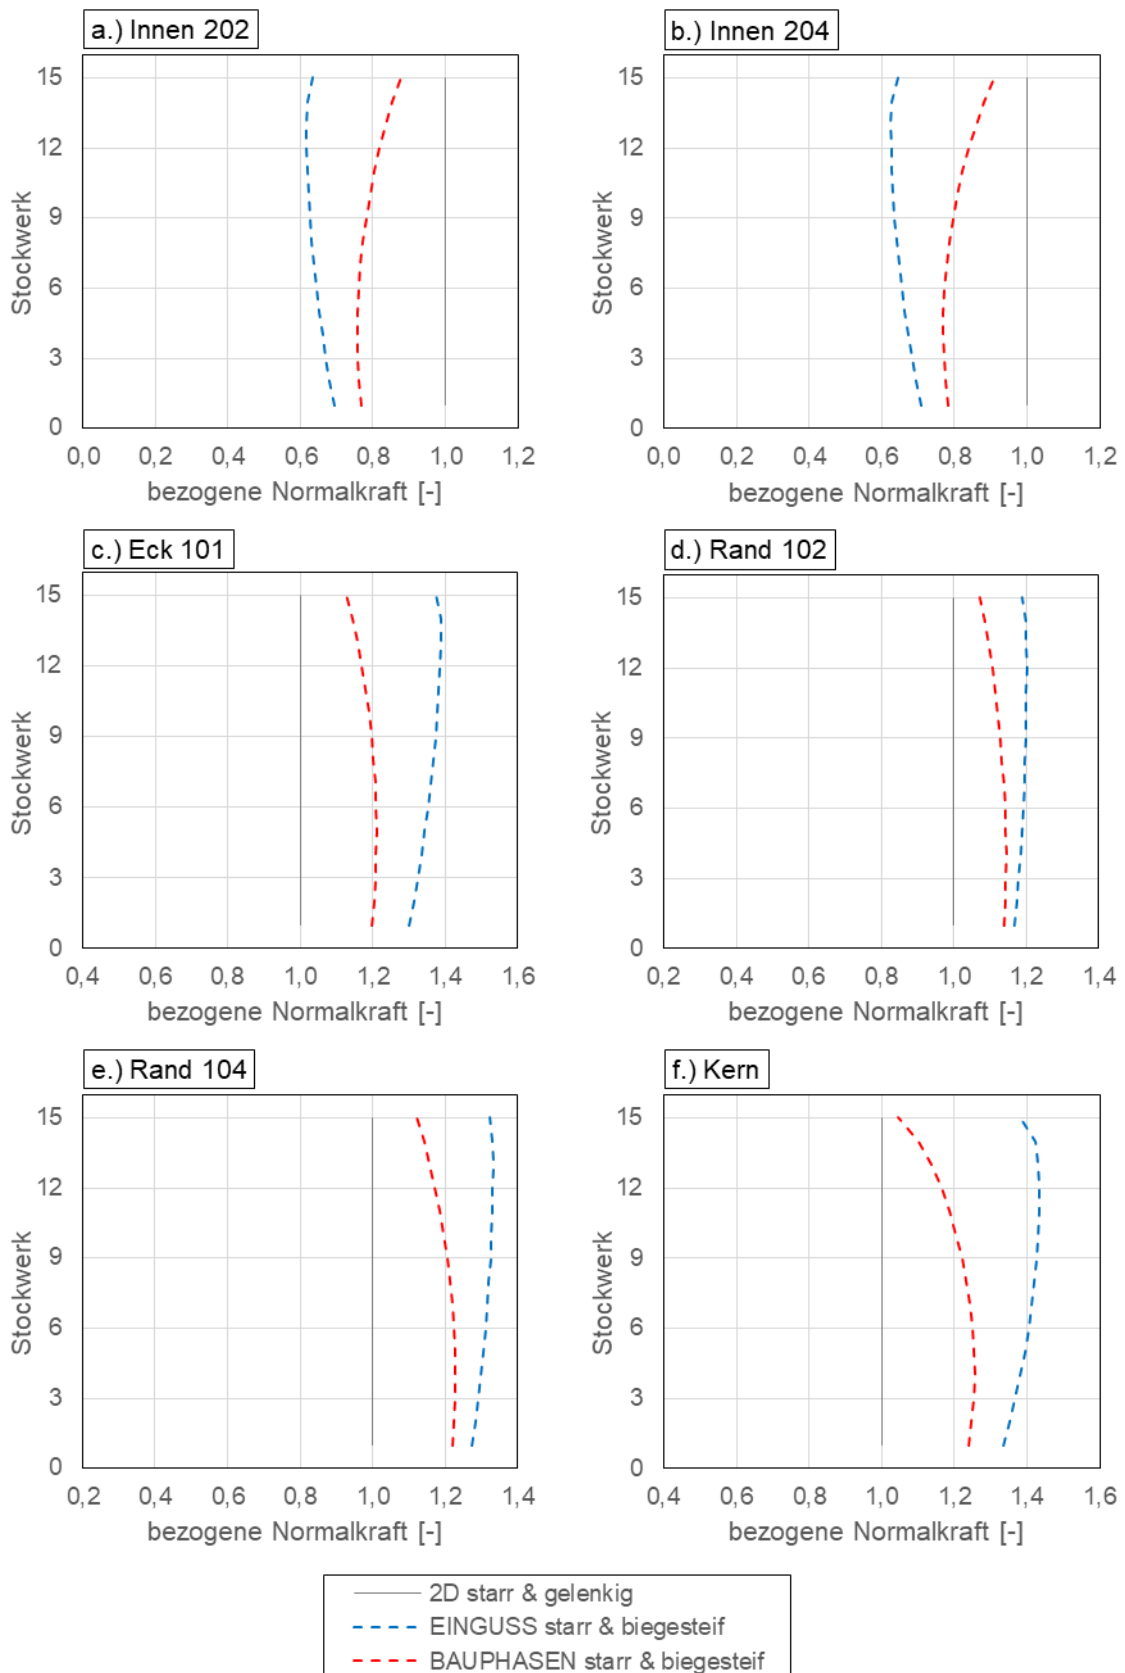 a.) Innen 202
Stockwerk
15
12
9
6
3
0
0,0 0,2 0,4 0,6 0,8 1,0 1,2
bezogene Normalkraft [-]
b.) Innen 204
Stockwerk
15
12
9
6
3
0
0,0 0,2 0,4 0,6 0,8 1,0 1,2
bezogene Normalkraft [-]
c.) Eck 101
Stockwerk
15
12
9
6
3
0
0,4 0,6 0,8 1,0 1,2 1,4 1,6
bezogene Normalkraft [-]
d.) Rand 102
Stockwerk
15
12
9
6
3
0
0,2 0,4 0,6 0,8 1,0 1,2 1,4
bezogene Normalkraft [-]
e.) Rand 104
Stockwerk
15
12
9
6
3
0
0,2 0,4 0,6 0,8 1,0 1,2 1,4
bezogene Normalkraft [-]
f.) Kern
Stockwerk
15
12
9
6
3
0
0,4 0,6 0,8 1,0 1,2 1,4 1,6
bezogene Normalkraft [-]
2D starr & gelenkig
EINGUSS starr & biegesteif
BAUPHASEN starr & biegesteif